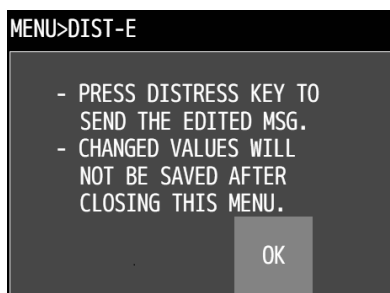 MENU>DIST-E
- PRESS DISTRESS KEY TO
SEND THE EDITED MSG.
- CHANGED VALUES WILL
NOT BE SAVED AFTER
CLOSING THIS MENU.
OK